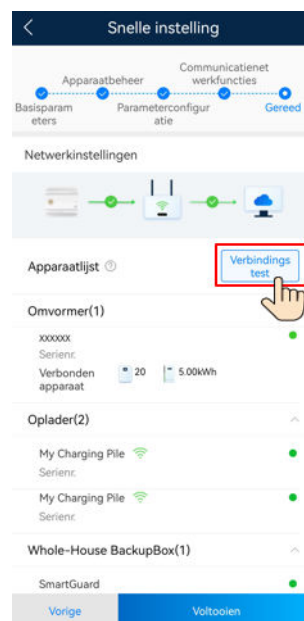 Snelle instelling
Apparaatbeheer
Communicatienet
werkfuncties
Basisparam
eters
Parameterconfigur
atie
Gereed
Netwerkinstellingen
Apparaatlijst ?
Verbindings
test
Omvormer(1)
xxxxxx
Serienr.
Verbonden
apparaat
20
5.00kWh
Oplader(2)
My Charging Pile
Serienr.
My Charging Pile
Serienr.
Whole-House BackupBox(1)
SmartGuard
Vorige
Voltooien